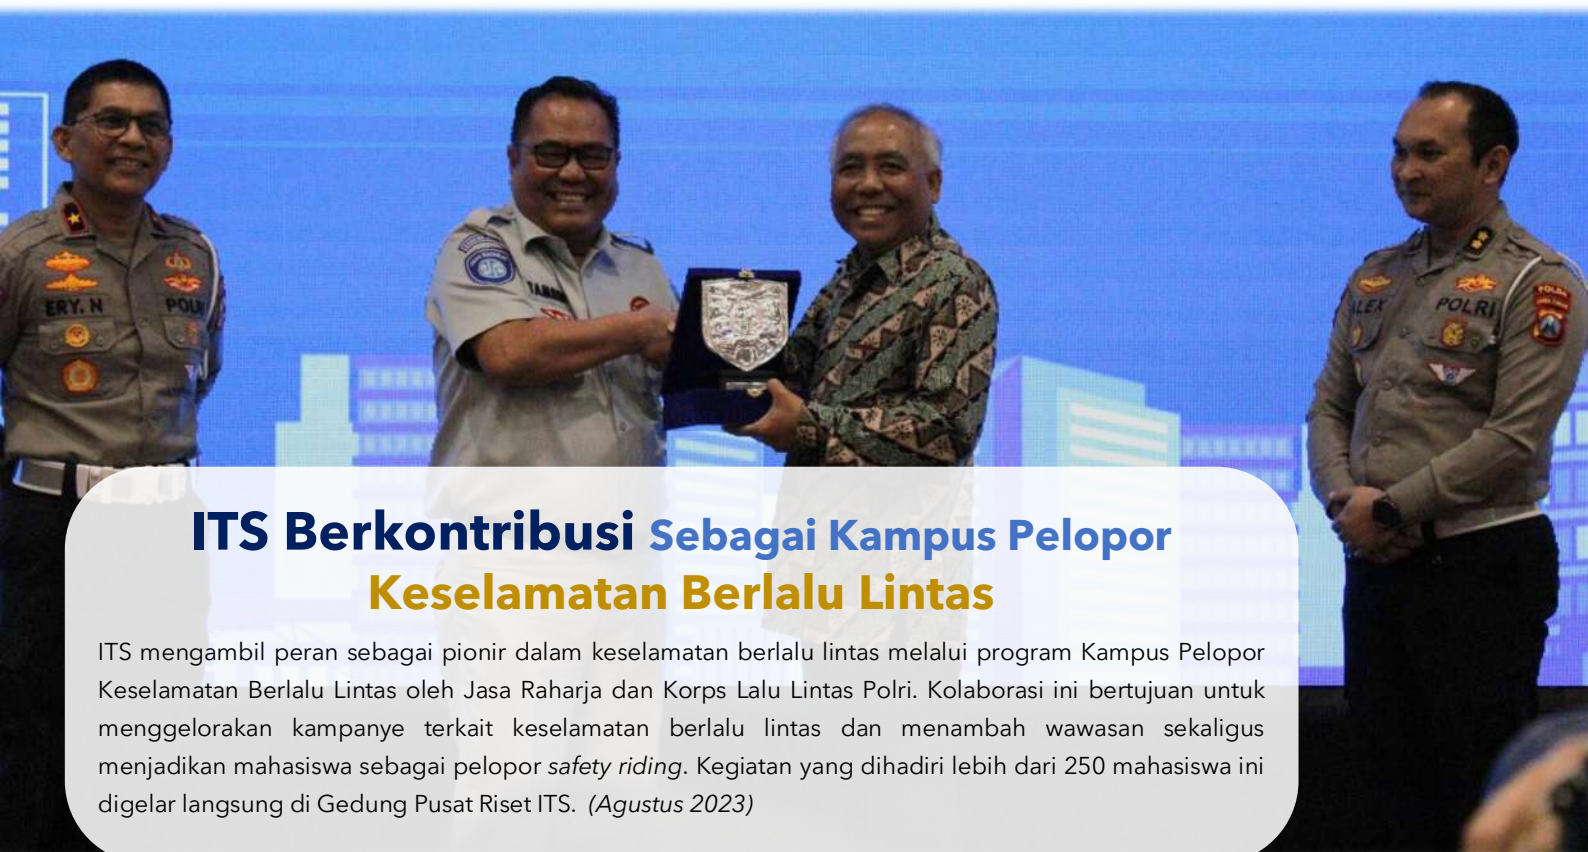 ERY. N
POLRI
ALEX
POLRI
ITS Berkontribusi Sebagai Kampus Pelopor
Keselamatan Berlalu Lintas
ITS mengambil peran sebagai pionir dalam keselamatan berlalu lintas melalui program Kampus Pelopor
Keselamatan Berlalu Lintas oleh Jasa Raharja dan Korps Lalu Lintas Polri. Kolaborasi ini bertujuan untuk
menggelorakan kampanye terkait keselamatan berlalu lintas dan menambah wawasan sekaligus
menjadikan mahasiswa sebagai pelopor safety riding. Kegiatan yang dihadiri lebih dari 250 mahasiswa ini
digelar langsung di Gedung Pusat Riset ITS. (Agustus 2023)